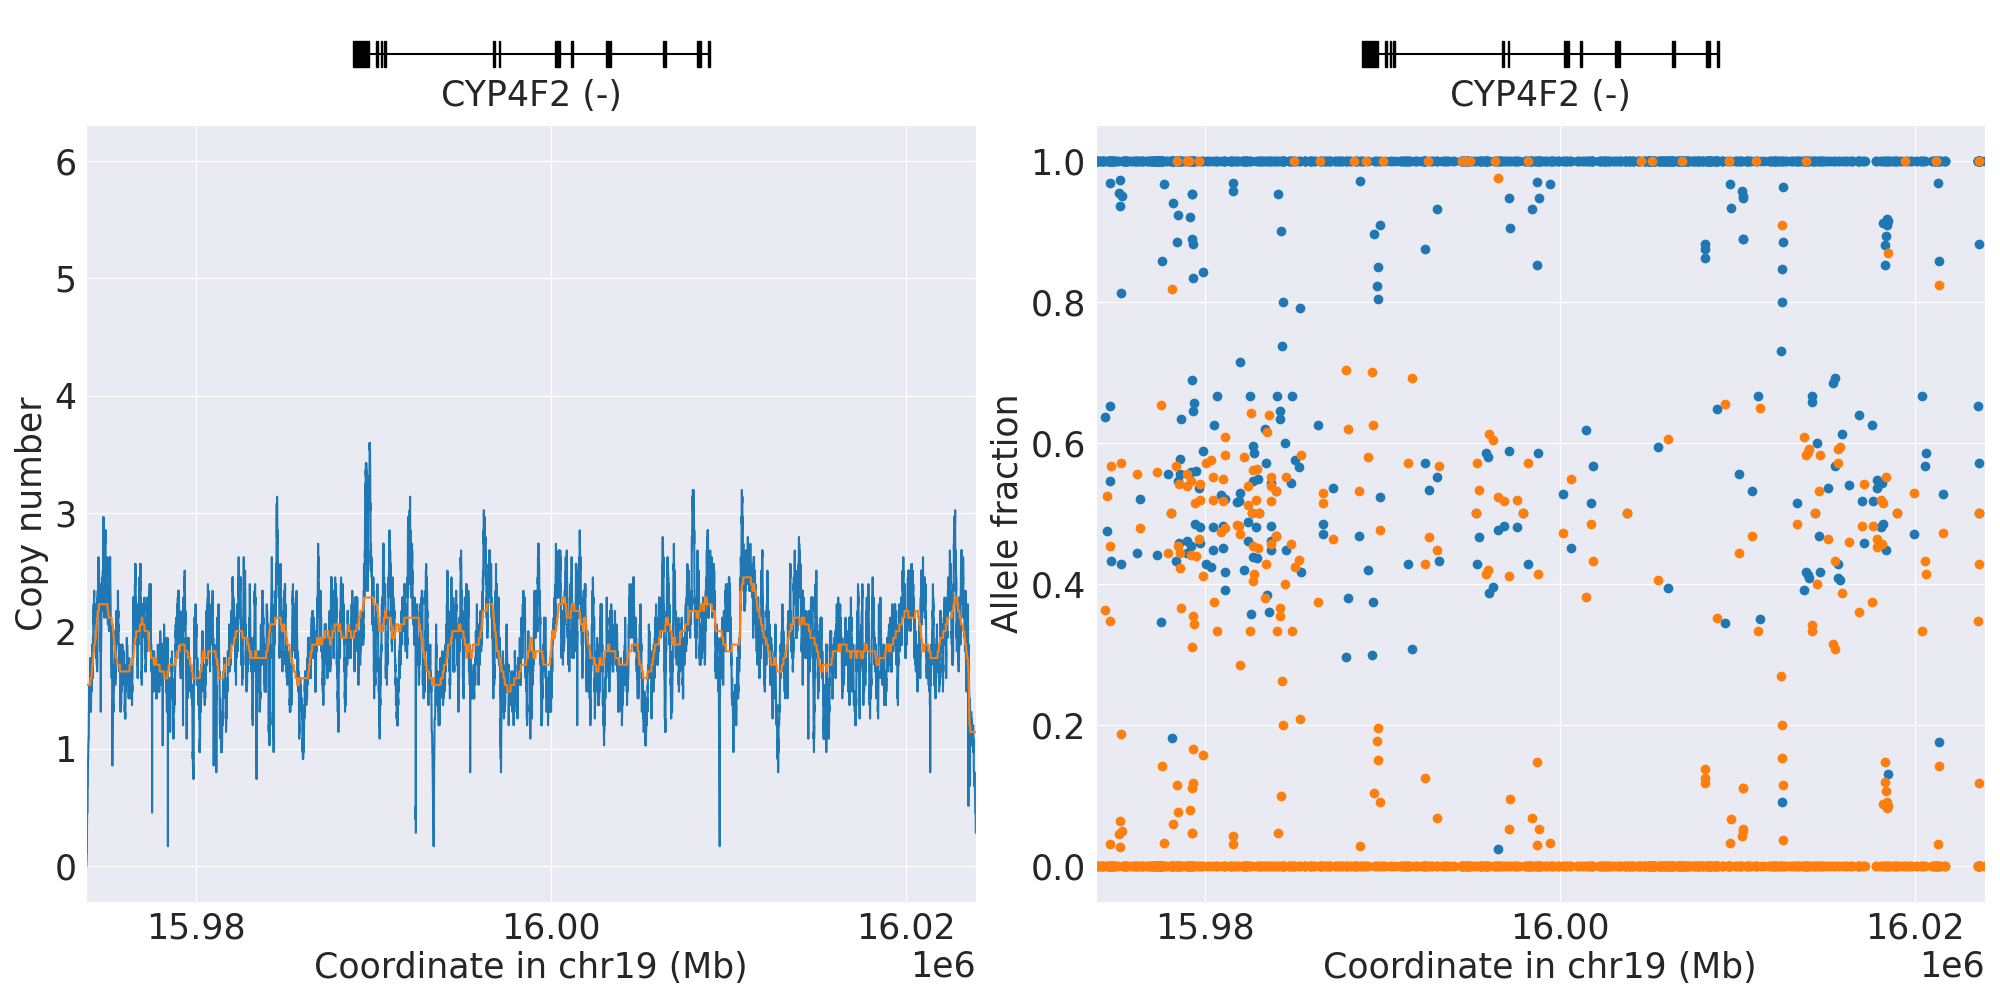 CYP4F2 (-)
Copy number
6
5
4
3
2
1
0
15.98
16.00
16.02
Coordinate in chr19 (Mb)
1e6
CYP4F2 (-)
Allele fraction
1.0
0.8
0.6
0.4
0.2
0.0
15.98
16.00
16.02
Coordinate in chr19 (Mb)
1e6